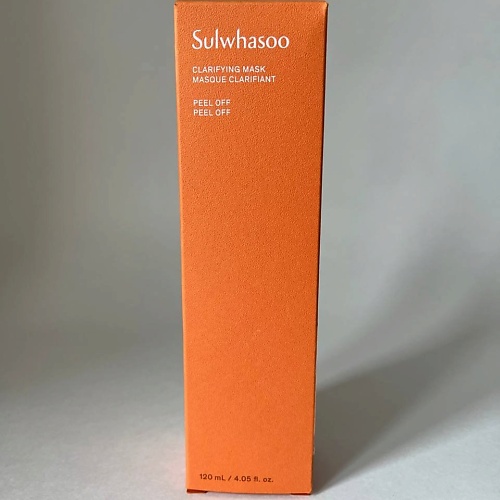 Sulwhasoo
CLARIFYING MASK
MASQUE CLARIFIANT
PEEL OFF
PEEL OFF
120 mL / 4.05 fl. oz.